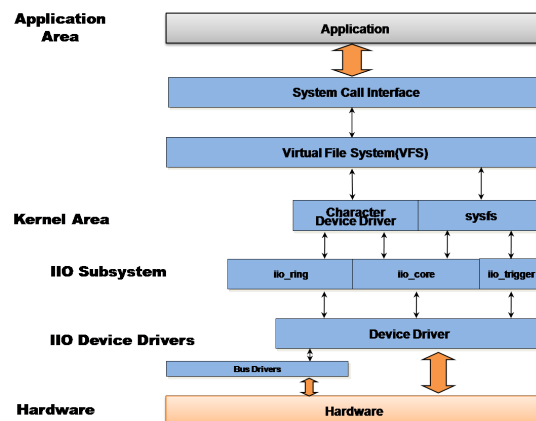 Application
Area
Application
System Call Interface
Virtual File System(VFS)
Kernel Area
Character
Device Driver
sysfs
IIO Subsystem
iio_ring
iio_core
iio_trigger
IIO Device Drivers
Device Driver
Bus Drivers
Hardware
Hardware